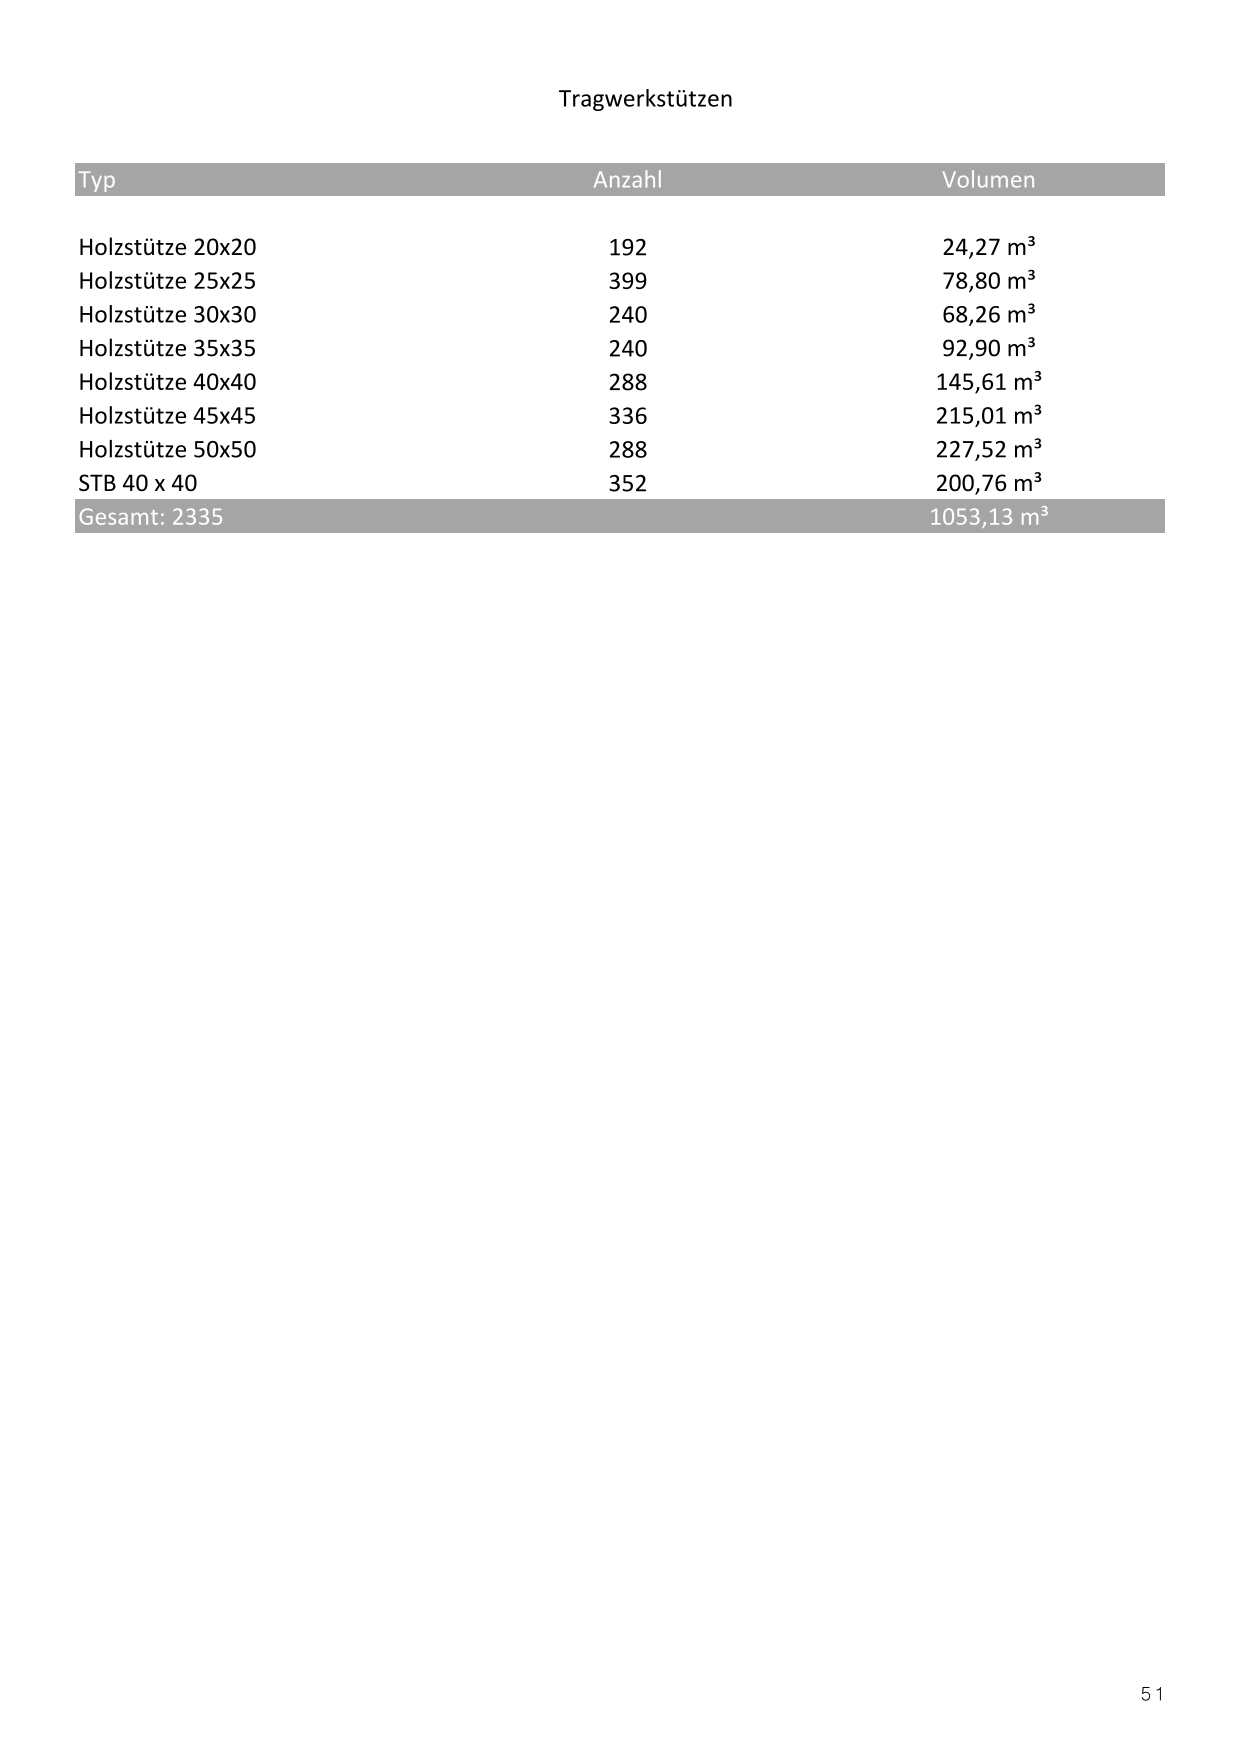 Tragwerkstützen
Typ Anzahl Volumen
Holzstütze 20x20 192 24,27 m³
Holzstütze 25x25 399 78,80 m³
Holzstütze 30x30 240 68,26 m³
Holzstütze 35x35 240 92,90 m³
Holzstütze 40x40 288 145,61 m³
Holzstütze 45x45 336 215,01 m³
Holzstütze 50x50 288 227,52 m³
STB 40 x 40 352 200,76 m³
Gesamt: 2335 1053,13 m³
51